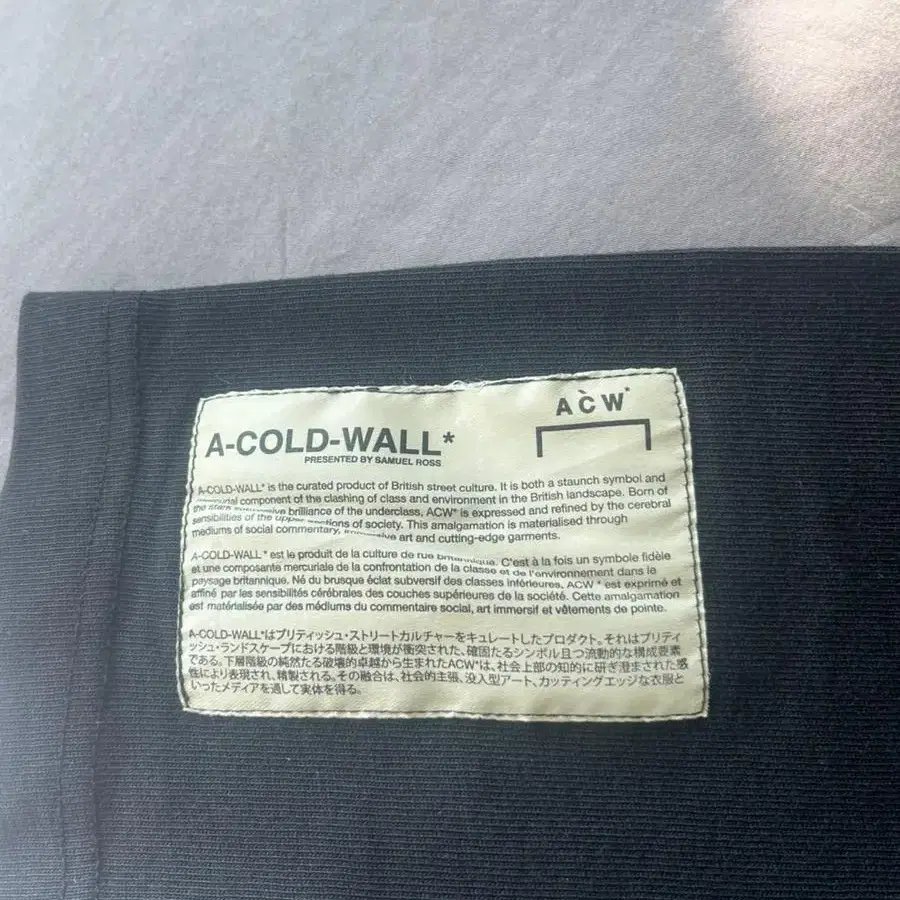 A-COLD-WALL*
PRESENTED BY SAMUEL ROSS
ACW*
A-COLD-WALL* is the curated product of British street culture. It is both a staunch symbol and
component of the clashing of class and environment in the British landscape. Born of
the brilliance of the underclass, ACW* is expressed and refined by the cerebral
sensibilities of the upper sections of society. This amalgamation is materialised through
mediums of social commentary, art and cutting-edge garments.
A-COLD-WALL* est le produit de la culture de rue britannique. C'est à la fois un symbole fidèle
et une composante mercuriale de la confrontation de la classe et de l'environnement dans le
paysage britannique. Né du brusque éclat subversif des classes inférieures, ACW* est exprimé et
affiné par les sensibilités cérébrales des couches supérieures de la société. Cette amalgamation
est matérialisée par des médiums du commentaire social, art immersif et vêtements de pointe.
A-COLD-WALL*はブリティッシュ・ストリートカルチャーをキュレートしたプロダクト。それはブリティ
ッシュ・ランドスケープにおける階級と環境が衝突された、確固たるシンボル且つ流動的な構成要素
である。下層階級の純然たる破壊的卓越から生まれたACW*は、社会上部の知的に研ぎ澄まされた感
性により表現され、精製される。その融合は、社会的主張、没入型アート、カッティングエッジな衣服と
いったメディアを通して実体を得る。